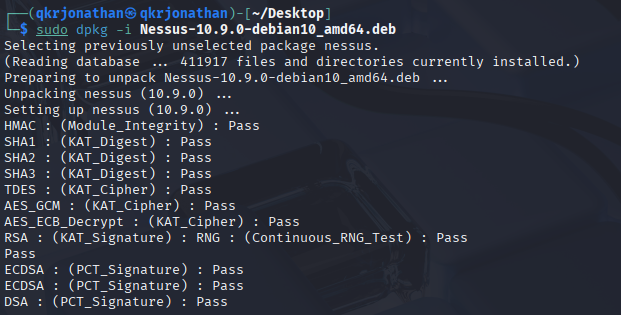 ┌──(qkrjonathan㉿qkrjonathan)-[~/Desktop]
└─$ sudo dpkg -i Nessus-10.9.0-debian10_amd64.deb
Selecting previously unselected package nessus.
(Reading database ... 411917 files and directories currently installed.)
Preparing to unpack Nessus-10.9.0-debian10_amd64.deb ...
Unpacking nessus (10.9.0) ...
Setting up nessus (10.9.0) ...
HMAC : (Module_Integrity) : Pass
SHA1 : (KAT_Digest) : Pass
SHA2 : (KAT_Digest) : Pass
SHA3 : (KAT_Digest) : Pass
TDES : (KAT_Cipher) : Pass
AES_GCM : (KAT_Cipher) : Pass
AES_ECB_Decrypt : (KAT_Cipher) : Pass
RSA : (KAT_Signature) : RNG : (Continuous_RNG_Test) : Pass
Pass
ECDSA : (PCT_Signature) : Pass
ECDSA : (PCT_Signature) : Pass
DSA : (PCT_Signature) : Pass